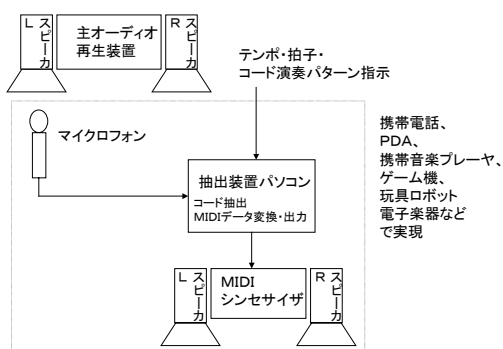 L スピーカ
主オーディオ
再生装置
R スピーカ
テンポ・拍子・
コード演奏パターン指示
マイクロフォン
携帯電話、
PDA、
携帯音楽プレーヤ、
ゲーム機、
玩具ロボット
電子楽器など
で実現
抽出装置パソコン
コード抽出
MIDIデータ変換・出力
L スピーカ
MIDI
シンセサイザ
R スピーカ